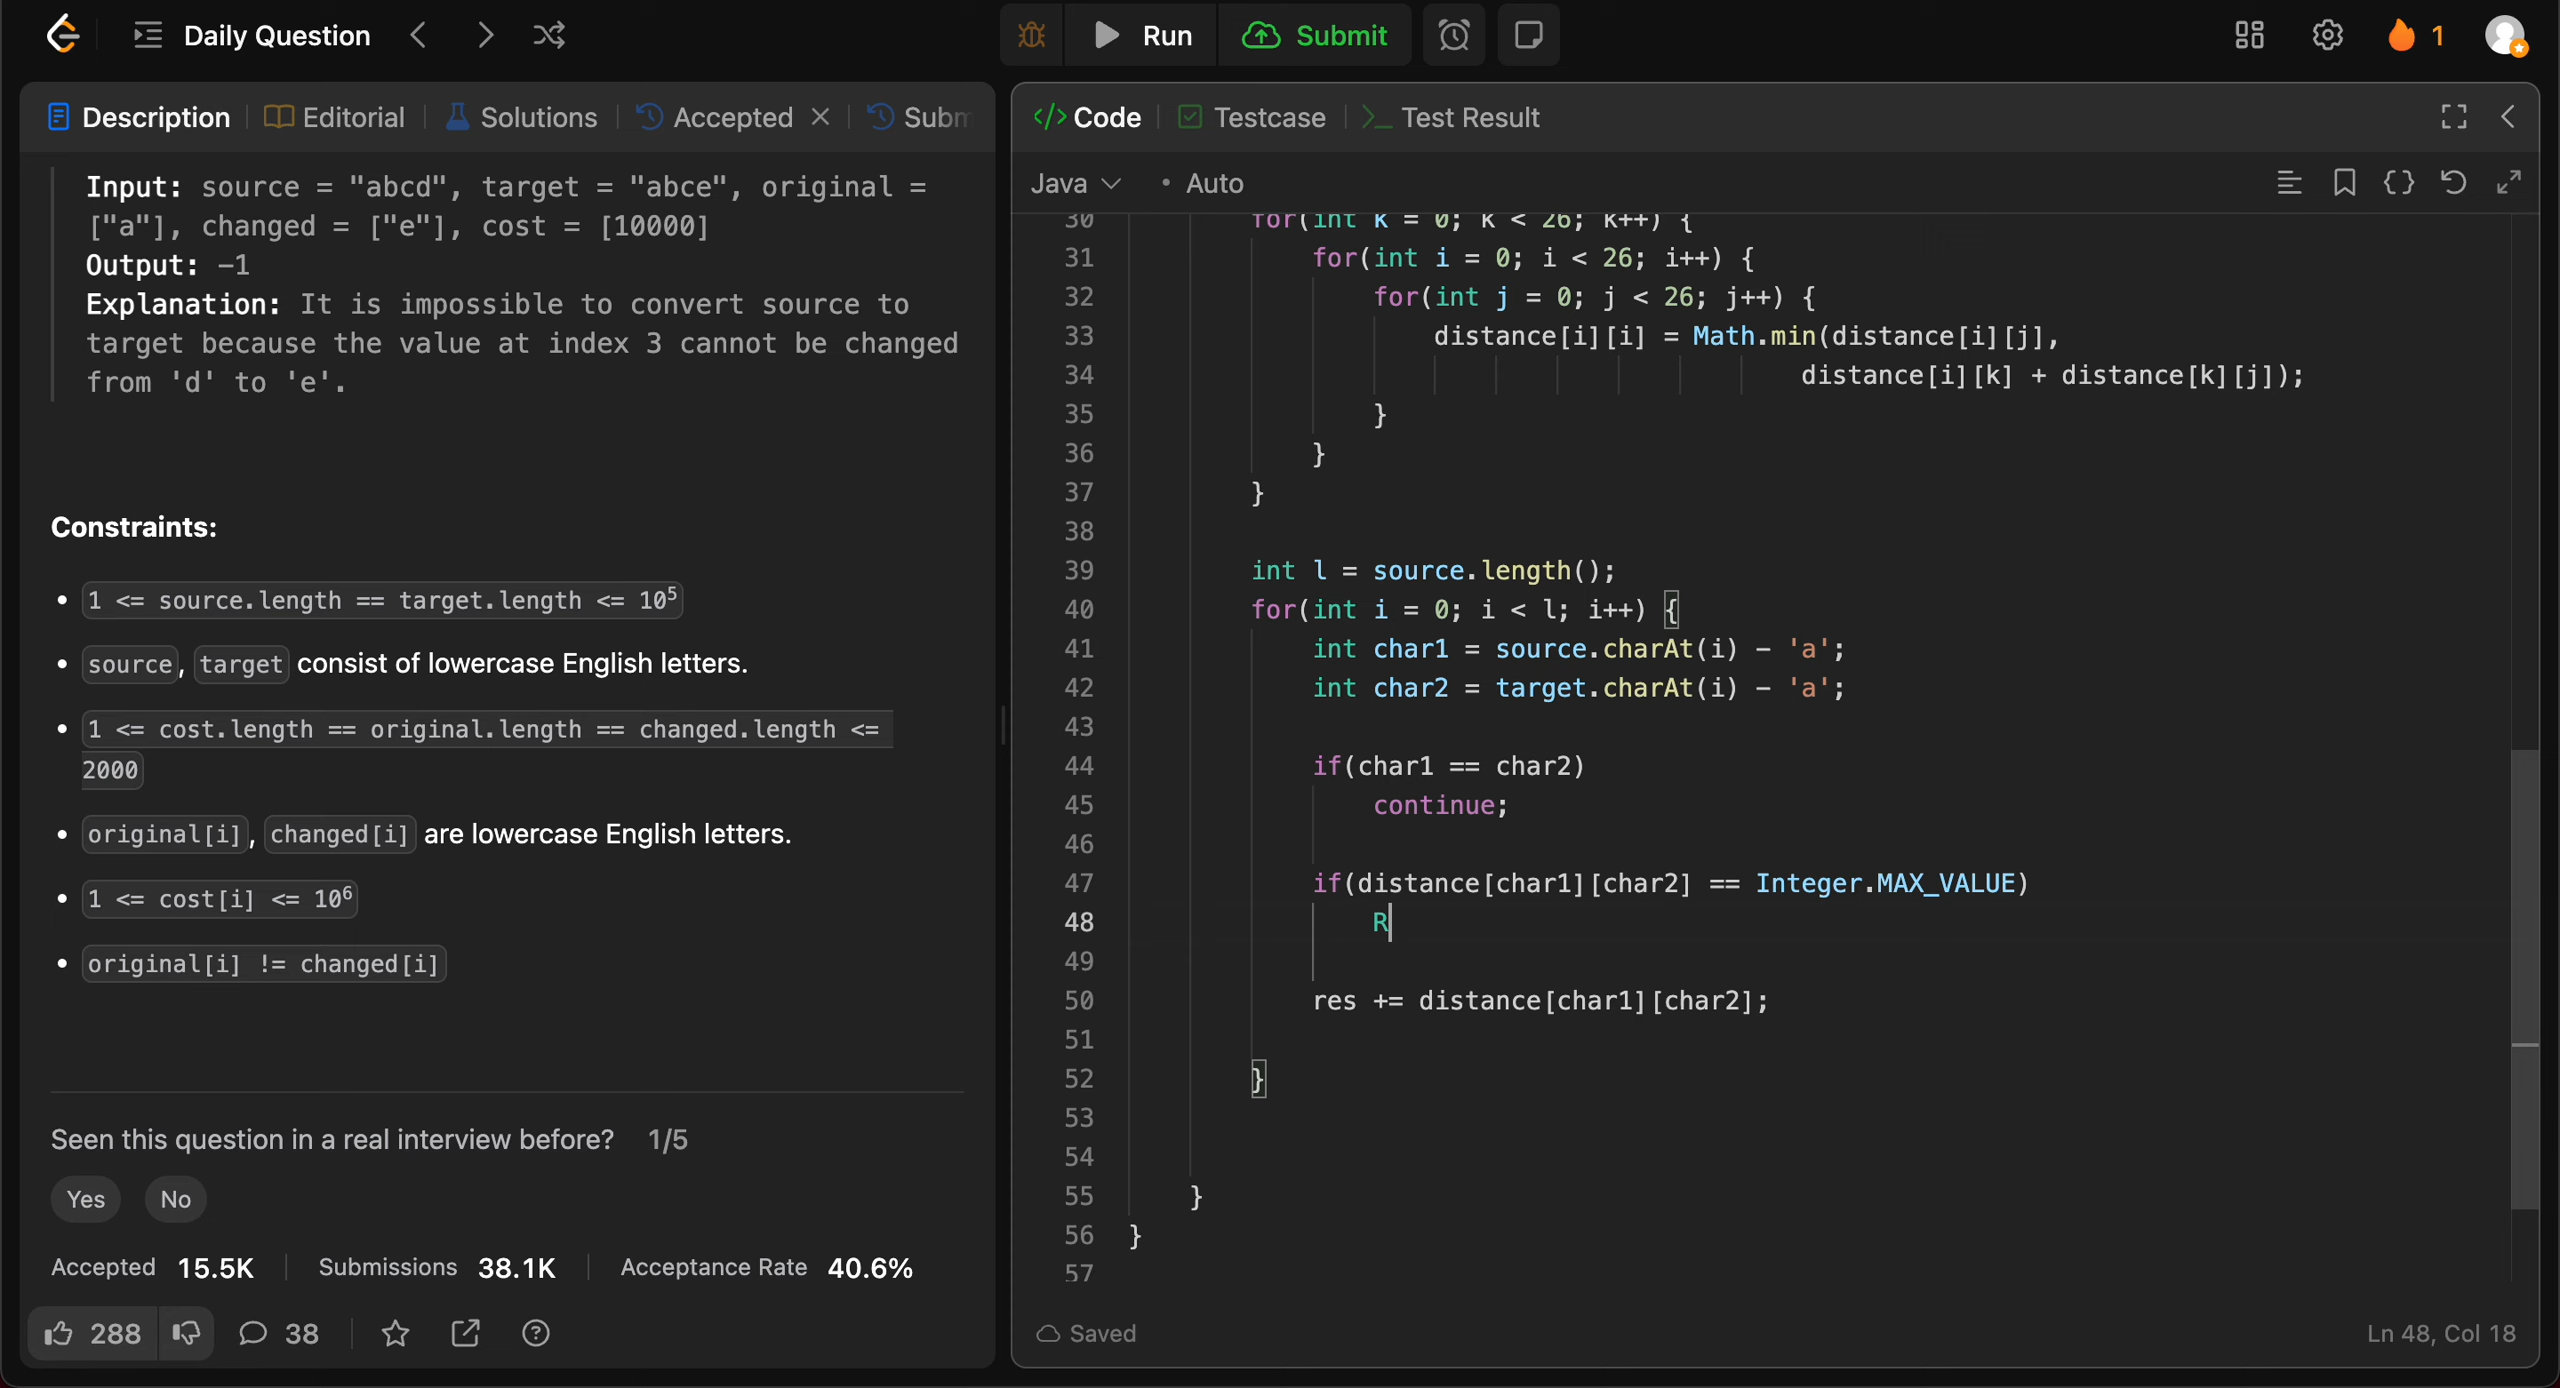 Daily Question
Run
Submit
1
Description
Editorial
Solutions
Accepted
Subm
Input: source = "abcd", target = "abce", original =
["a"], changed = ["e"], cost = [10000]
Output: -1
Explanation: It is impossible to convert source to
target because the value at index 3 cannot be changed
from 'd' to 'e'.
Constraints:
• 1 <= source.length == target.length <= 10⁵
• source, target consist of lowercase English letters.
• 1 <= cost.length == original.length == changed.length <=
2000
• original[i], changed[i] are lowercase English letters.
• 1 <= cost[i] <= 10⁶
• original[i] != changed[i]
Seen this question in a real interview before? 1/5
Yes No
Accepted 15.5K Submissions 38.1K Acceptance Rate 40.6%
288 38
</> Code
Testcase
Test Result
Java • Auto
30 for(int k = 0; k < 26; k++) {
31 for(int i = 0; i < 26; i++) {
32 for(int j = 0; j < 26; j++) {
33 distance[i][i] = Math.min(distance[i][j],
34 distance[i][k] + distance[k][j]);
35 }
36 }
37 }
38
39 int l = source.length();
40 for(int i = 0; i < l; i++) {
41 int char1 = source.charAt(i) - 'a';
42 int char2 = target.charAt(i) - 'a';
43
44 if(char1 == char2)
45 continue;
46
47 if(distance[char1][char2] == Integer.MAX_VALUE)
48 R
49
50 res += distance[char1][char2];
51
52 }
53
54
55 }
56 }
57
Saved
Ln 48, Col 18